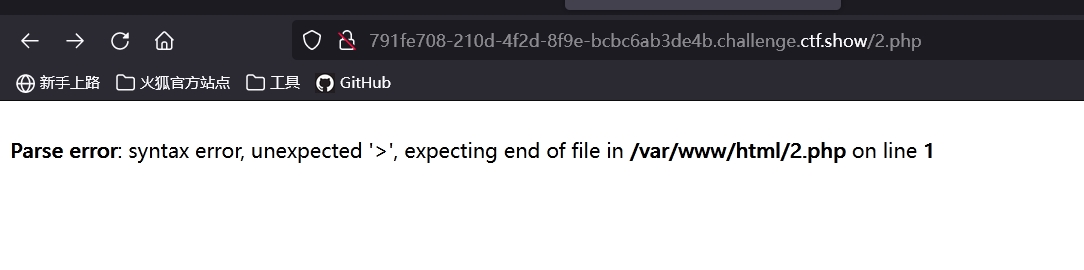 791fe708-210d-4f2d-8f9e-bcbc6ab3de4b.challenge.ctf.show/2.php
新手上路 火狐官方站点 工具 GitHub
Parse error: syntax error, unexpected '>', expecting end of file in /var/www/html/2.php on line 1